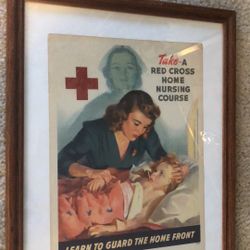 Take A
RED CROSS
HOME
NURSING
COURSE
LEARN TO GUARD THE HOME FRONT